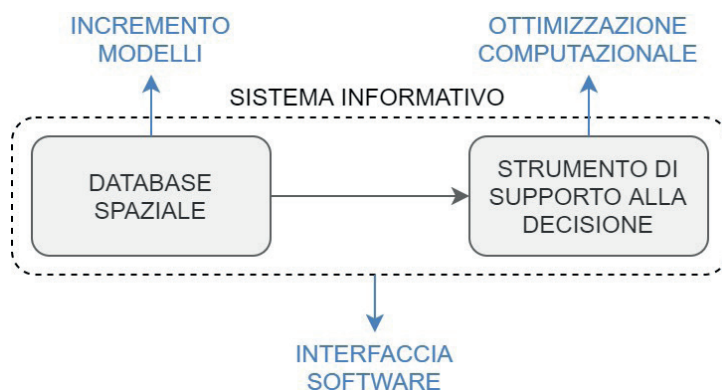 INCREMENTO
MODELLI
OTTIMIZZAZIONE
COMPUTAZIONALE
SISTEMA INFORMATIVO
DATABASE
SPAZIALE
STRUMENTO DI
SUPPORTO ALLA
DECISIONE
INTERFACCIA
SOFTWARE